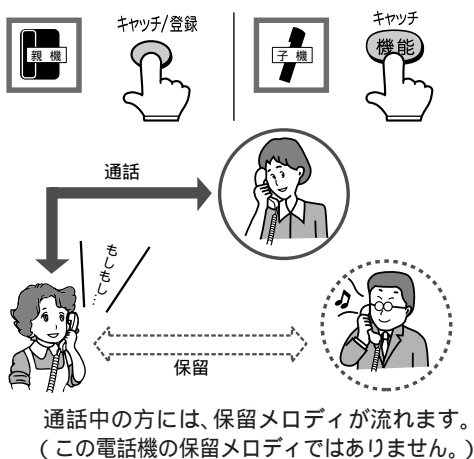 親機
キャッチ/登録
子機
キャッチ
機能
通話
もしもし…
保留
通話中の方には、保留メロディが流れます。
(この電話機の保留メロディではありません。)